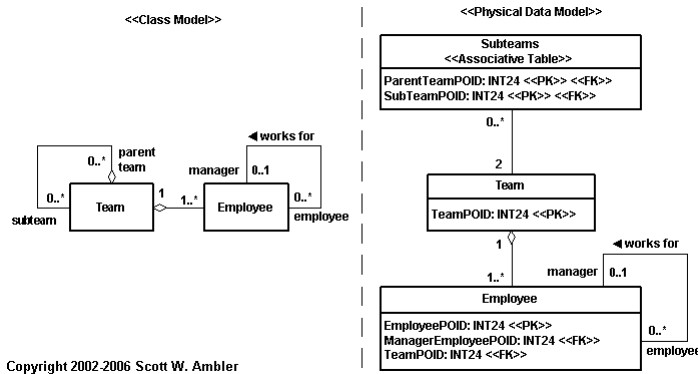 <<Class Model>>
<<Physical Data Model>>
Subteams
<<Associative Table>>
ParentTeamPOID: INT24 <<PK>> <<FK>>
SubTeamPOID: INT24 <<PK>> <<FK>>
0..*
2
Team
TeamPOID: INT24 <<PK>>
1
1..*
works for
manager
0..1
Employee
EmployeePOID: INT24 <<PK>>
ManagerEmployeePOID: INT24 <<FK>>
TeamPOID: INT24 <<FK>>
0..*
employee
0..*
parent
team
0..*
subteam
Team
1
1..*
works for
manager
0..1
Employee
0..*
employee
Copyright 2002-2006 Scott W. Ambler